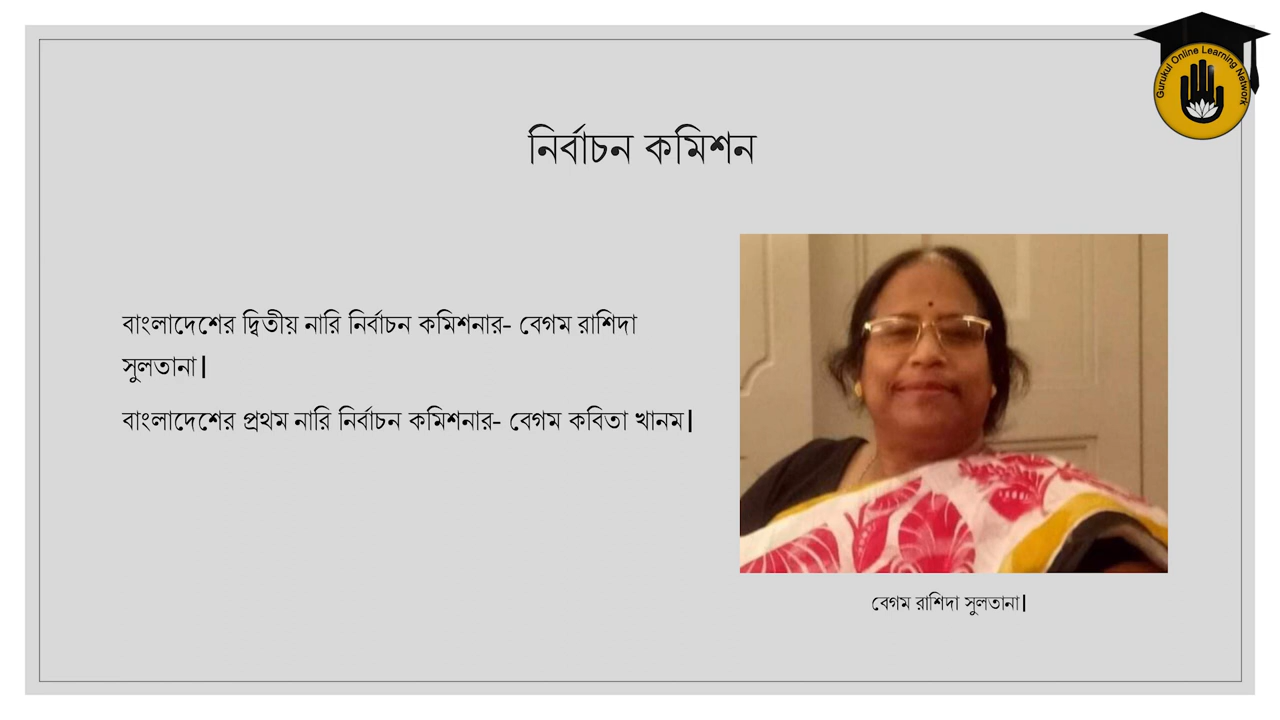 Gurukul Online Learning Network
নির্বাচন কমিশন
বাংলাদেশের দ্বিতীয় নারি নির্বাচন কমিশনার- বেগম রাশিদা
সুলতানা|
বাংলাদেশের প্রথম নারি নির্বাচন কমিশনার- বেগম কবিতা খানম|
বেগম রাশিদা সুলতানা|